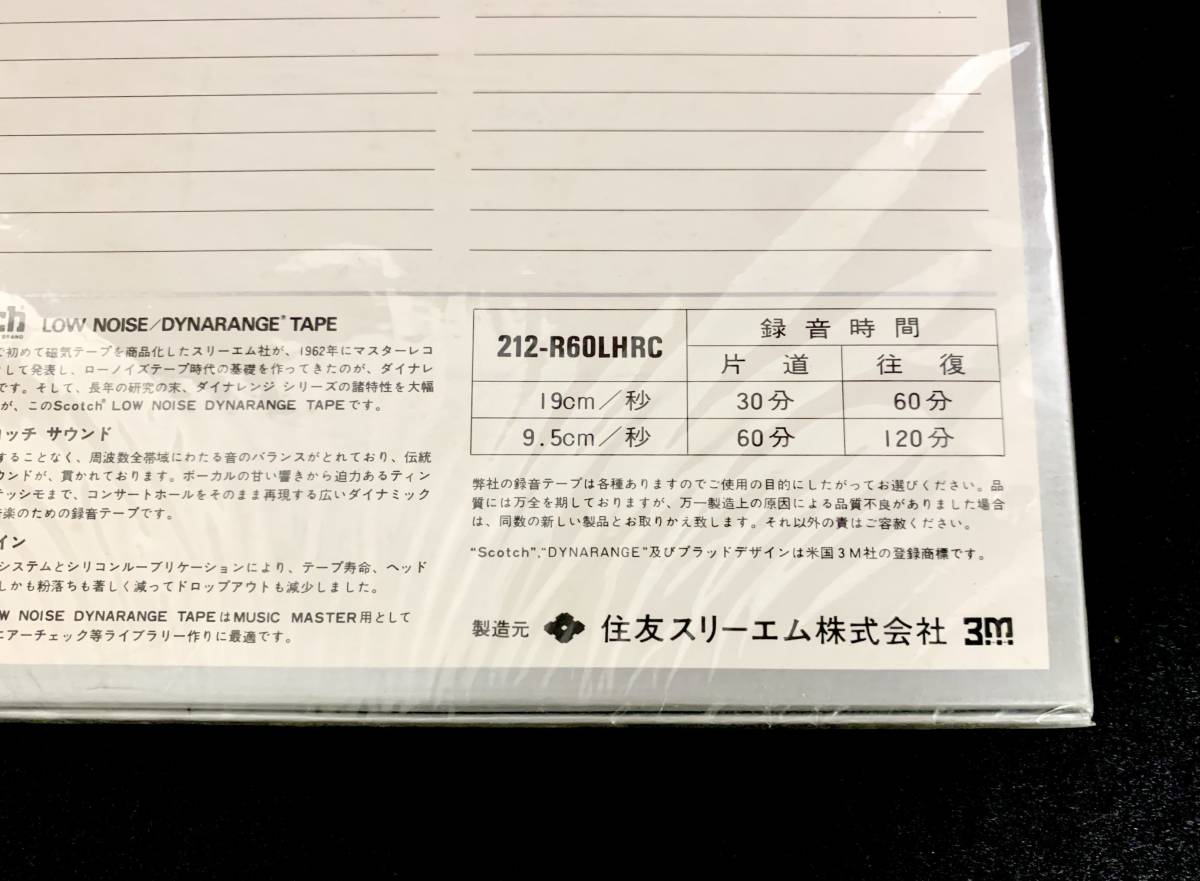 ch LOW NOISE/DYNARANGE® TAPE
で初めて磁気テープを商品化したスリーエム社が、1962年にマスターレコ
して発表し、ローノイズテープ時代の基礎を作ってきたのが、ダイナレ
です。そして、長年の研究の末、ダイナレンジ シリーズの諸特性を大幅
が、このScotch® LOW NOISE DYNARANGE TAPEです。
ッチ サウンド
することなく、周波数全帯域にわたる音のバランスがとれており、伝統
ウンドが、貫かれております。ボーカルの甘い響きから迫力あるティン
テッシモまで、コンサートホールをそのまま再現する広いダイナミック
音楽のための録音テープです。
イン
システムとシリコンルーブリケーションにより、テープ寿命、ヘッド
しかも粉落ちも著しく減ってドロップアウトも減少しました。
W NOISE DYNARANGE TAPEはMUSIC MASTER用として
エアーチェック等ライブラリー作りに最適です。
212-R60LHRC 録音時間
片道 往復
19cm/秒 30分 60分
9.5cm/秒 60分 120分
弊社の録音テープは各種ありますのでご使用の目的にしたがってお選びください。品
質には万全を期しておりますが、万一製造上の原因による品質不良がありました場合
は、同数の新しい製品とお取りかえ致します。それ以外の責はご容赦ください。
“Scotch”,“DYNARANGE”及びプラッドデザインは米国3M社の登録商標です。
製造元 住友スリーエム株式会社 3M